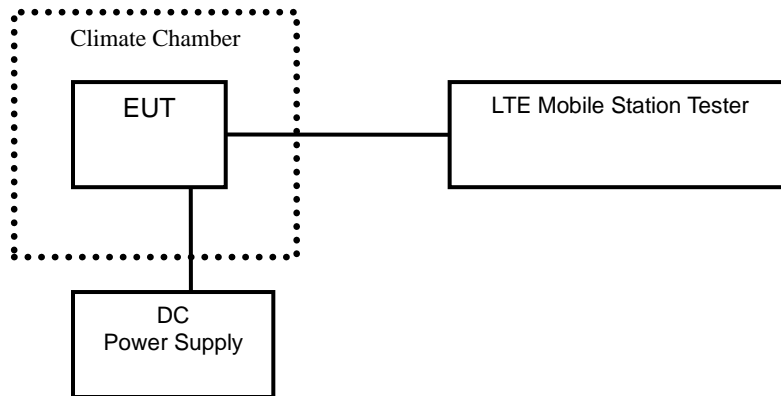 Climate Chamber
EUT
LTE Mobile Station Tester
DC
Power Supply